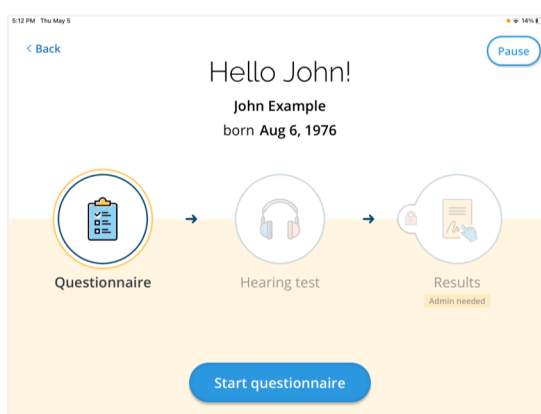 5:12 PM Thu May 5
14%
< Back
Pause
Hello John!
John Example
born Aug 6, 1976
Questionnaire
Hearing test
Results
Admin needed
Start questionnaire